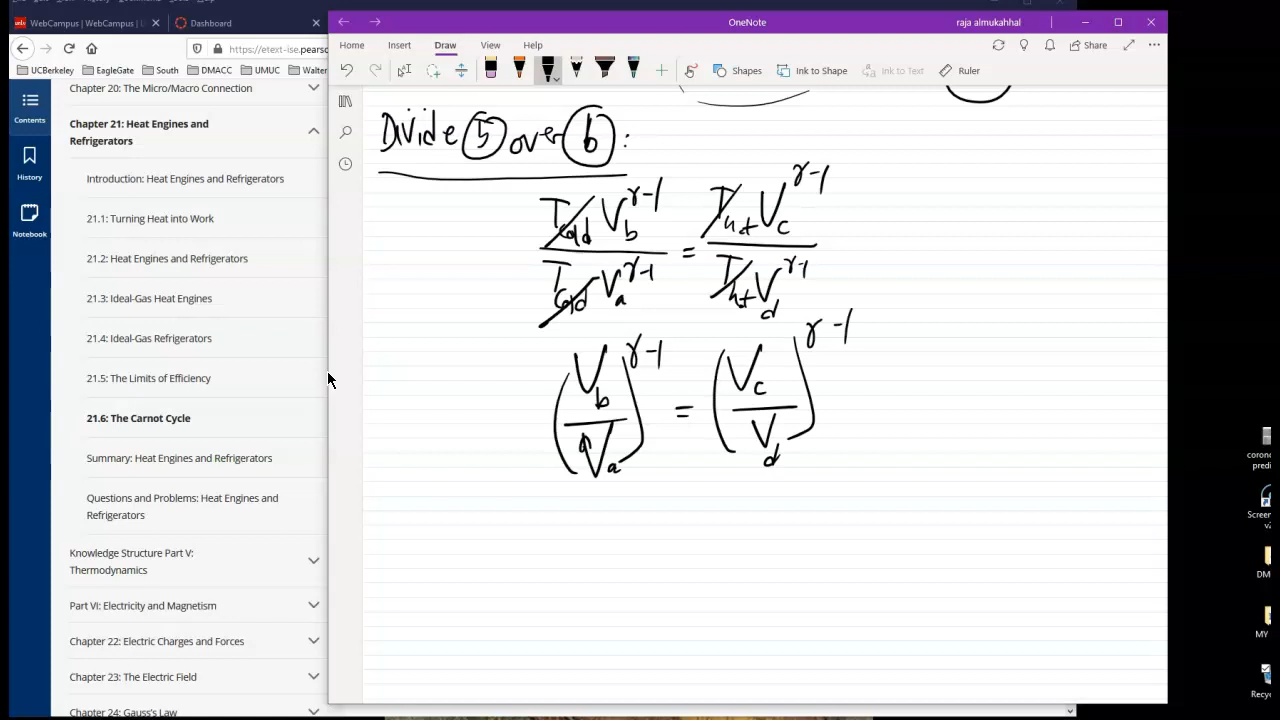 WebCampus | WebCampus | U
Dashboard
https://etext-ise.pearso
UCBerkeley EagleGate South DMACC UMUC Walter
Contents
History
Notebook
Chapter 20: The Micro/Macro Connection
Chapter 21: Heat Engines and
Refrigerators
Introduction: Heat Engines and Refrigerators
21.1: Turning Heat into Work
21.2: Heat Engines and Refrigerators
21.3: Ideal-Gas Heat Engines
21.4: Ideal-Gas Refrigerators
21.5: The Limits of Efficiency
21.6: The Carnot Cycle
Summary: Heat Engines and Refrigerators
Questions and Problems: Heat Engines and
Refrigerators
Knowledge Structure Part V:
Thermodynamics
Part VI: Electricity and Magnetism
Chapter 22: Electric Charges and Forces
Chapter 23: The Electric Field
Chapter 24: Gauss's Law
OneNote
raja almukahhal
Home Insert Draw View Help
Share
Shapes Ink to Shape Ink to Text Ruler
Divide 5 over 6 :
T_cold V_b^γ-1 / T_cold V_a^γ-1 = T_hot V_c^γ-1 / T_hot V_d^γ-1
(V_b / V_a)^γ-1 = (V_c / V_d)^γ-1
corono
predi
Screer
v2
DM
MY
Recyc